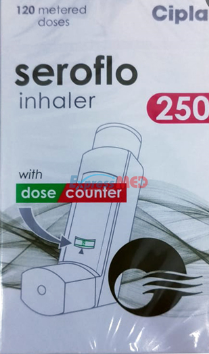 120 metered
doses
Cipla
seroflo
inhaler
250
with
dose counter